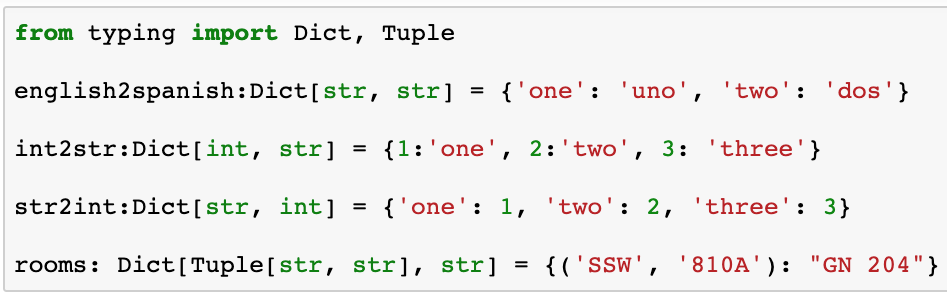 from typing import Dict, Tuple
english2spanish:Dict[str, str] = {'one': 'uno', 'two': 'dos'}
int2str:Dict[int, str] = {1:'one', 2:'two', 3: 'three'}
str2int:Dict[str, int] = {'one': 1, 'two': 2, 'three': 3}
rooms: Dict[Tuple[str, str], str] = {('SSW', '810A'): "GN 204"}